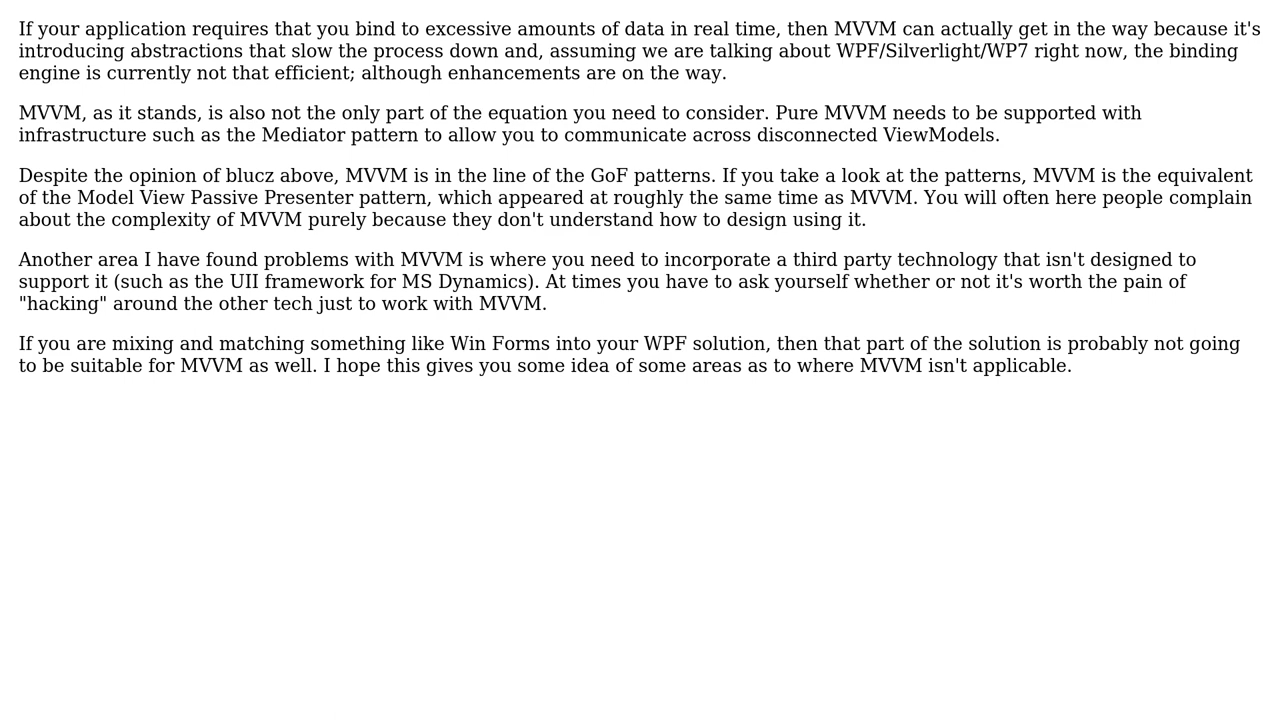 If your application requires that you bind to excessive amounts of data in real time, then MVVM can actually get in the way because it's
introducing abstractions that slow the process down and, assuming we are talking about WPF/Silverlight/WP7 right now, the binding
engine is currently not that efficient; although enhancements are on the way.
MVVM, as it stands, is also not the only part of the equation you need to consider. Pure MVVM needs to be supported with
infrastructure such as the Mediator pattern to allow you to communicate across disconnected ViewModels.
Despite the opinion of blucz above, MVVM is in the line of the GoF patterns. If you take a look at the patterns, MVVM is the equivalent
of the Model View Passive Presenter pattern, which appeared at roughly the same time as MVVM. You will often here people complain
about the complexity of MVVM purely because they don't understand how to design using it.
Another area I have found problems with MVVM is where you need to incorporate a third party technology that isn't designed to
support it (such as the UII framework for MS Dynamics). At times you have to ask yourself whether or not it's worth the pain of
"hacking" around the other tech just to work with MVVM.
If you are mixing and matching something like Win Forms into your WPF solution, then that part of the solution is probably not going
to be suitable for MVVM as well. I hope this gives you some idea of some areas as to where MVVM isn't applicable.